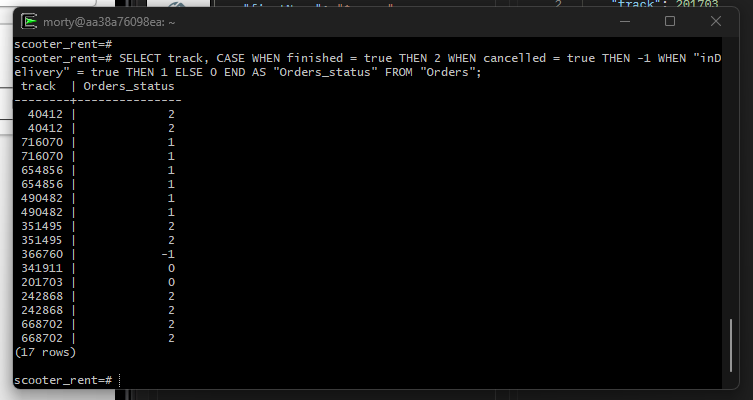 "track": 201703
morty@aa38a76098ea: ~
scooter_rent=#
scooter_rent=# SELECT track, CASE WHEN finished = true THEN 2 WHEN cancelled = true THEN -1 WHEN "inD
elivery" = true THEN 1 ELSE 0 END AS "Orders_status" FROM "Orders";
track | Orders_status
--------+---------------
40412 | 2
40412 | 2
716070 | 1
716070 | 1
654856 | 1
654856 | 1
490482 | 1
490482 | 1
351495 | 2
351495 | 2
366760 | -1
341911 | 0
201703 | 0
242868 | 2
242868 | 2
668702 | 2
668702 | 2
(17 rows)
scooter_rent=#